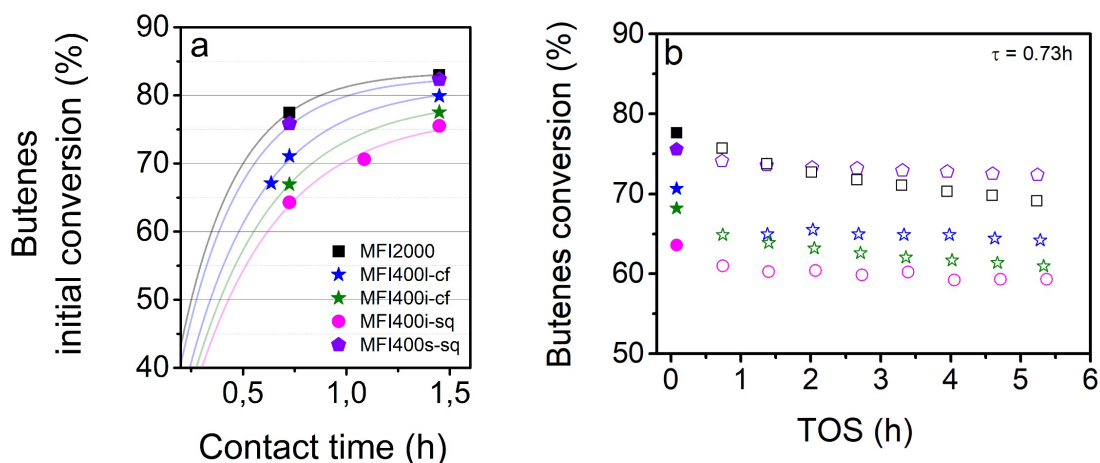 a
Butenes
initial conversion (%)
90
80
70
60
50
40
0,5
1,0
1,5
Contact time (h)
MFI2000
MFI400l-cf
MFI400i-cf
MFI400i-sq
MFI400s-sq
b
τ = 0.73h
Butenes conversion (%)
90
80
70
60
50
0
1
2
3
4
5
6
TOS (h)